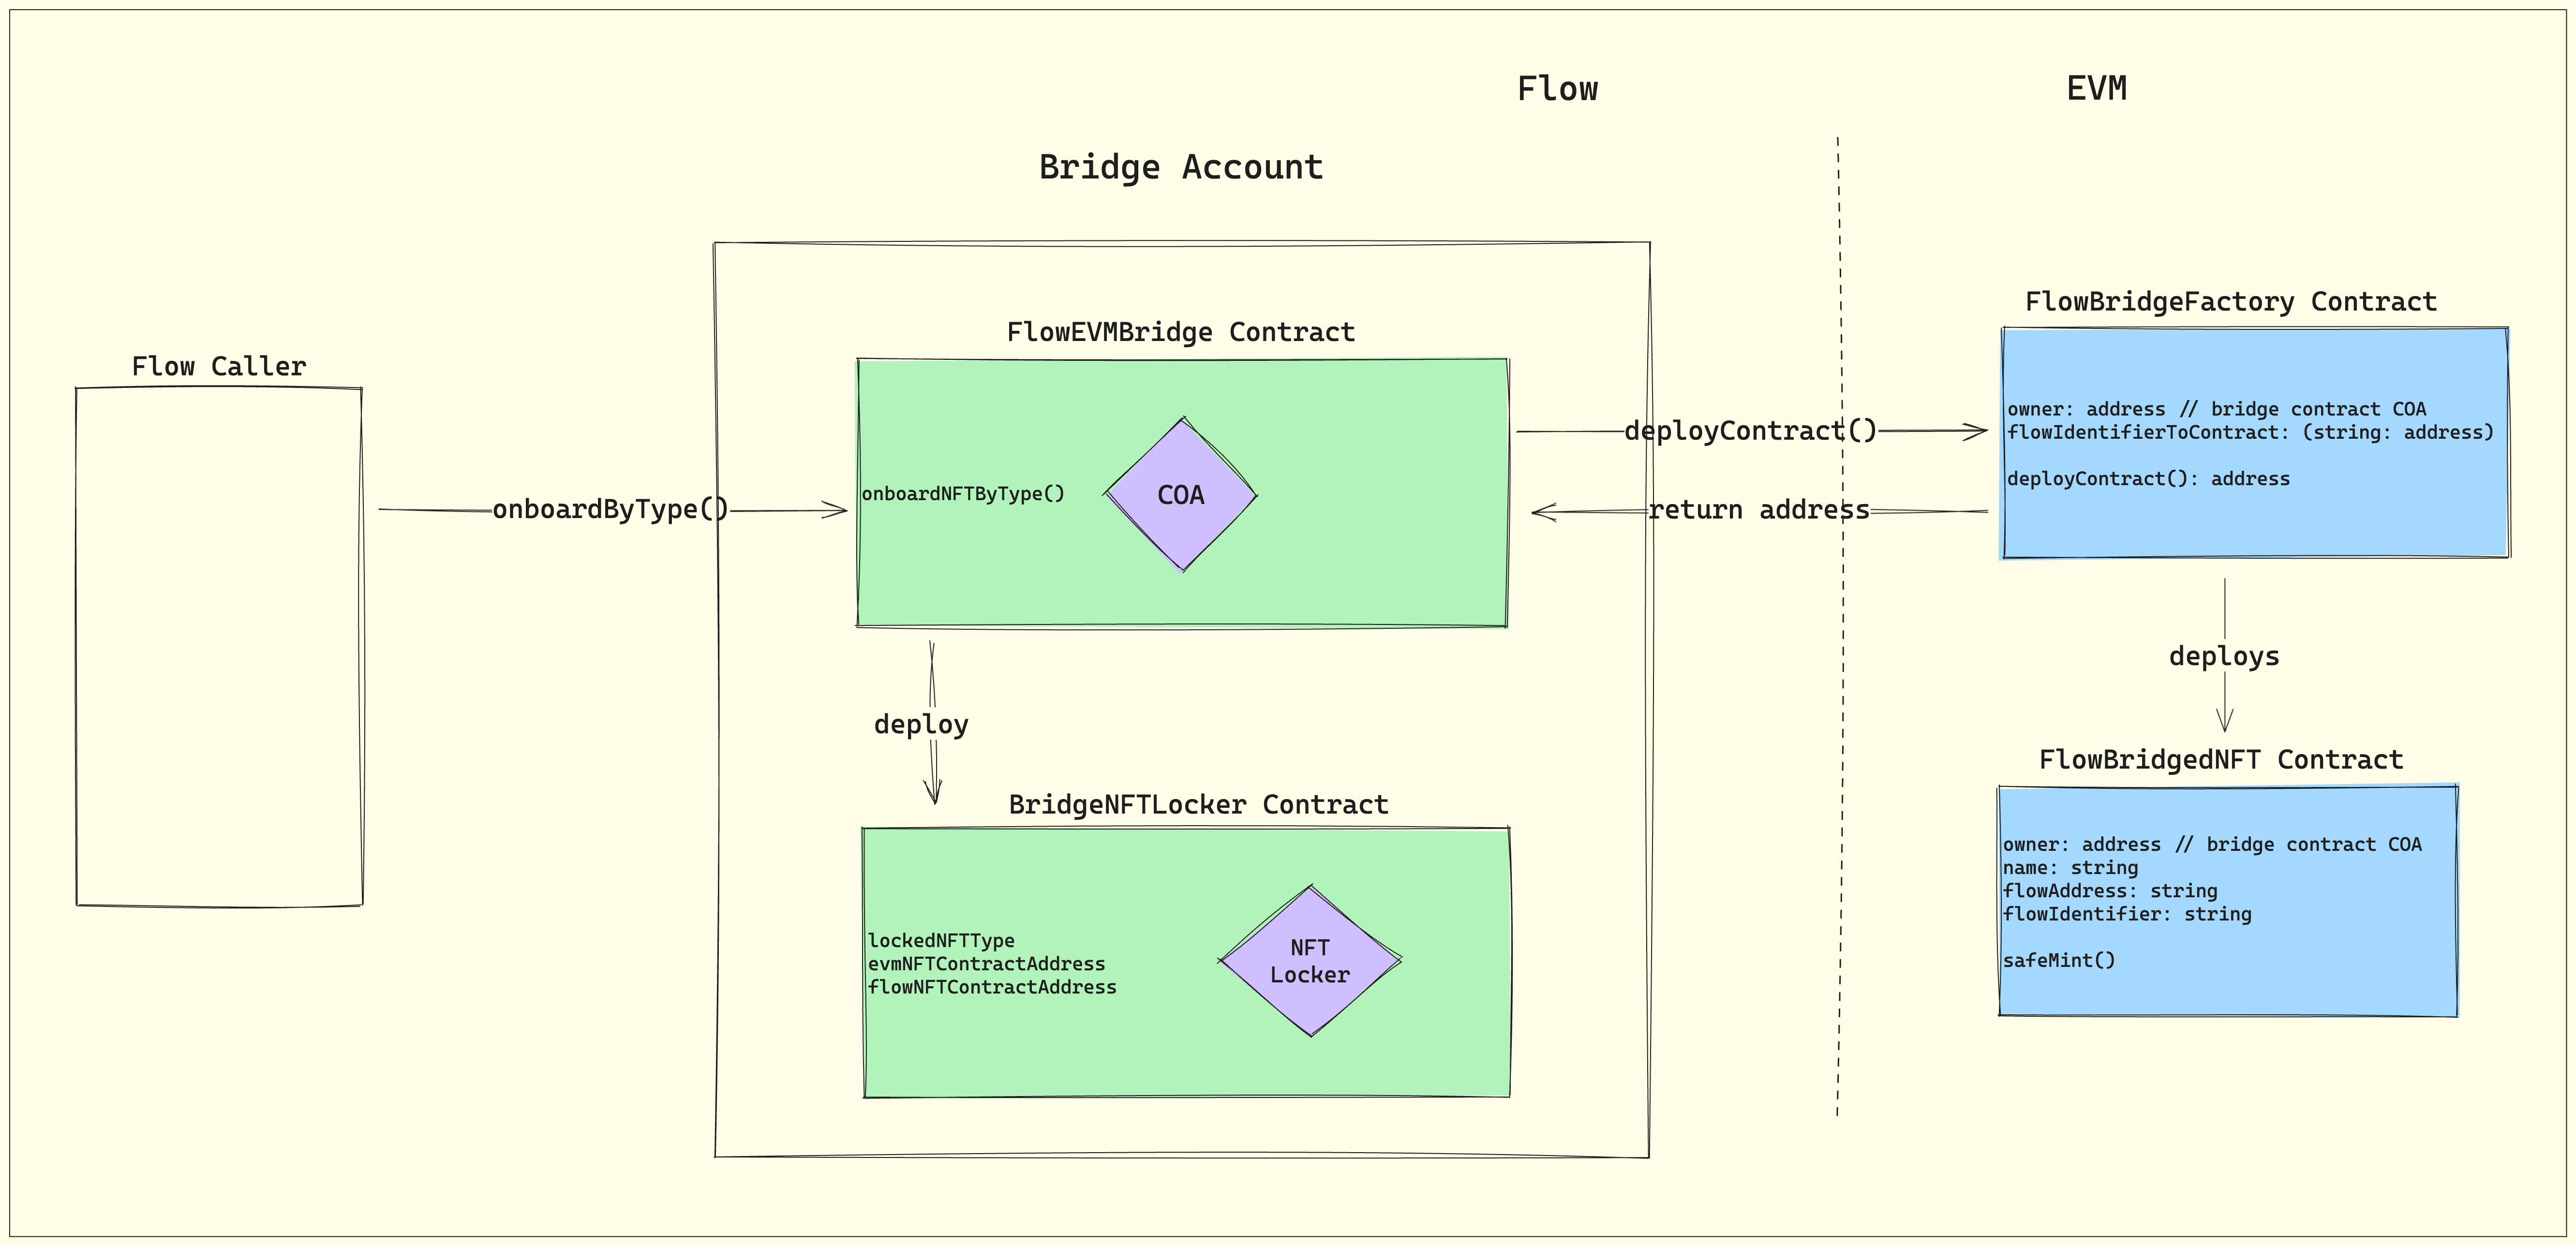 Flow
EVM
Bridge Account
Flow Caller
onboardByType()
FlowEVMBridge Contract
onboardNFTByType()
COA
deployContract()
return address
deploy
BridgeNFTLocker Contract
lockedNFTType
evmNFTContractAddress
flowNFTContractAddress
NFT
Locker
FlowBridgeFactory Contract
owner: address // bridge contract COA
flowIdentifierToContract: (string: address)
deployContract(): address
deploys
FlowBridgedNFT Contract
owner: address // bridge contract COA
name: string
flowAddress: string
flowIdentifier: string
safeMint()